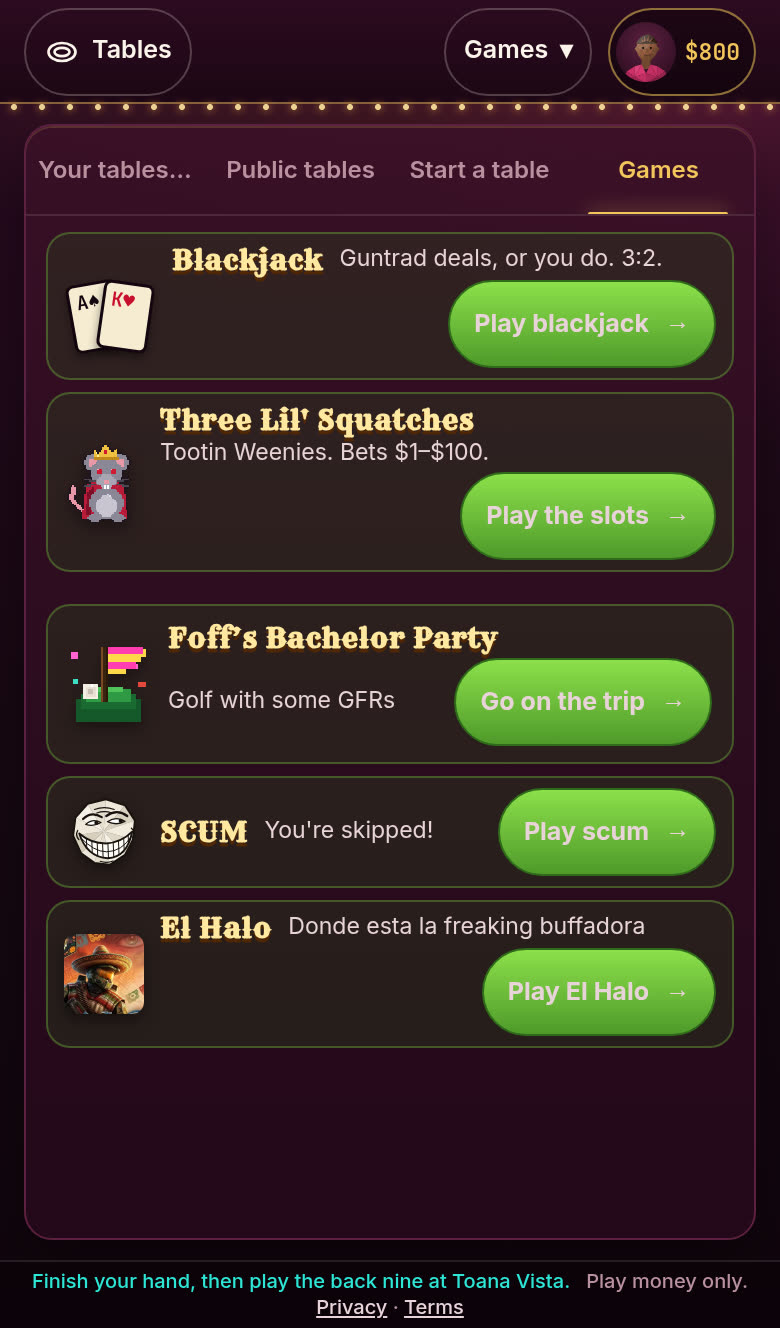 Tables
Games ▼
$800
Your tables...
Public tables
Start a table
Games
Blackjack Guntrad deals, or you do. 3:2.
A♠ K♥
Play blackjack →
Three Lil' Squatches
Tootin Weenies. Bets $1–$100.
Play the slots →
Foff's Bachelor Party
Golf with some GFRs
Go on the trip →
SCUM You're skipped!
Play scum →
El Halo Donde esta la freaking buffadora
Play El Halo →
Finish your hand, then play the back nine at Toana Vista. Play money only.
Privacy · Terms